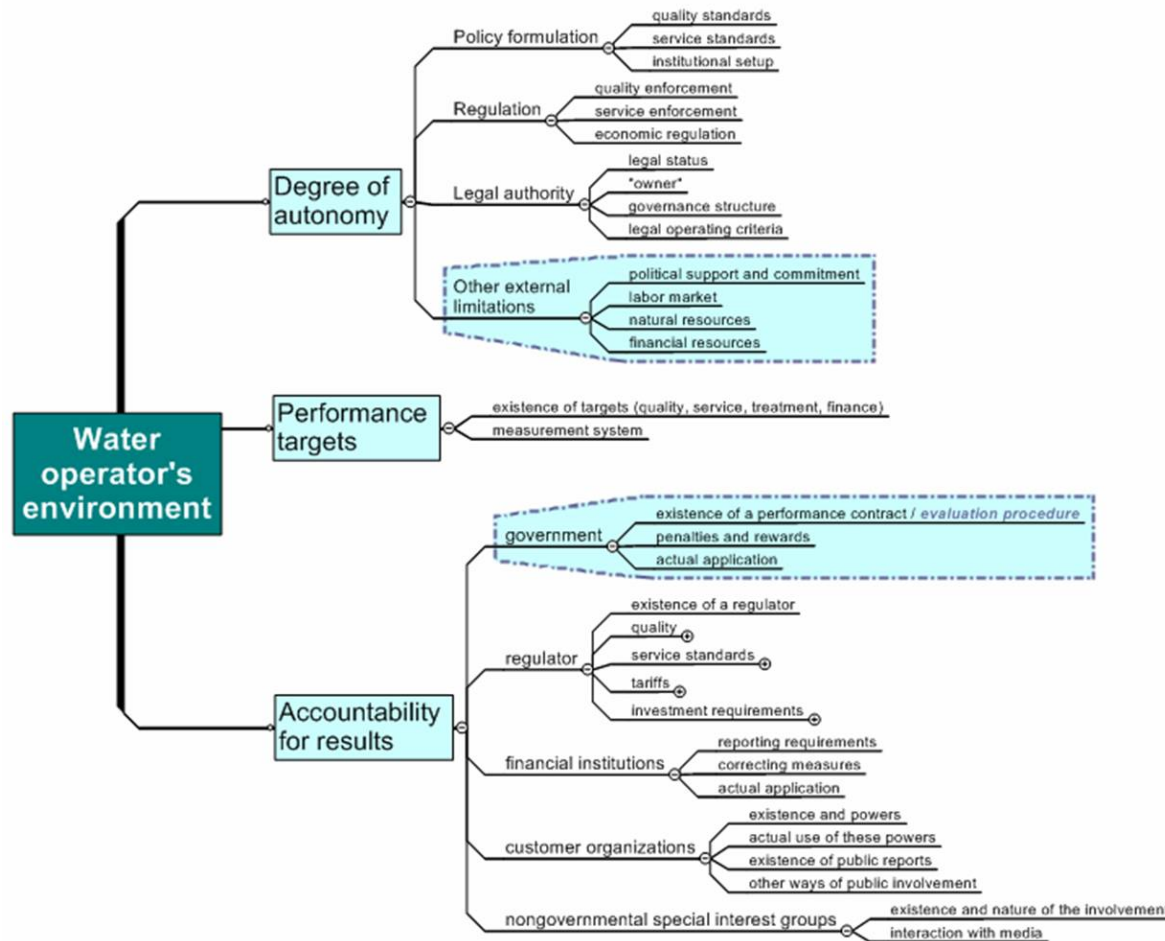 Water
operator's
environment
Degree of
autonomy
Policy formulation
quality standards
service standards
institutional setup
Regulation
quality enforcement
service enforcement
economic regulation
Legal authority
legal status
"owner"
governance structure
legal operating criteria
Other external
limitations
political support and commitment
labor market
natural resources
financial resources
Performance
targets
existence of targets (quality, service, treatment, finance)
measurement system
Accountability
for results
government
existence of a performance contract / evaluation procedure
penalties and rewards
actual application
regulator
existence of a regulator
quality
service standards
tariffs
investment requirements
financial institutions
reporting requirements
correcting measures
actual application
customer organizations
existence and powers
actual use of these powers
existence of public reports
other ways of public involvement
nongovernmental special interest groups
existence and nature of the involvement
interaction with media